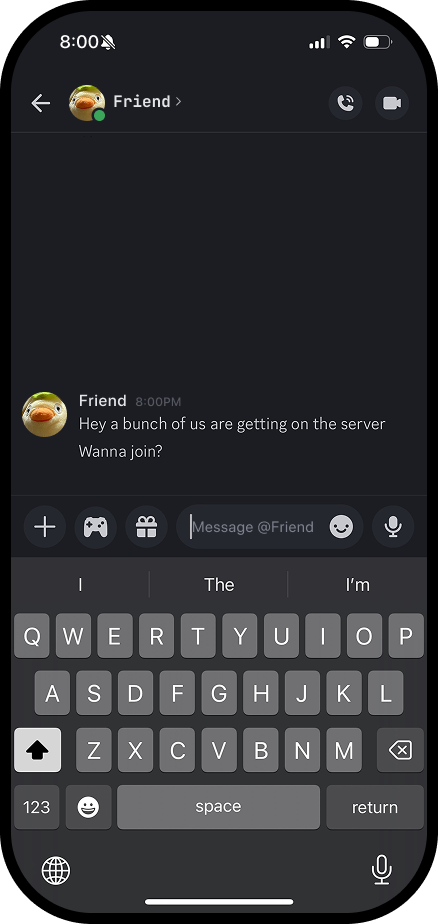 8:00
Friend
Friend 8:00PM
Hey a bunch of us are getting on the server
Wanna join?
Message @Friend
I The I'm
Q W E R T Y U I O P
A S D F G H J K L
Z X C V B N M
123 space return